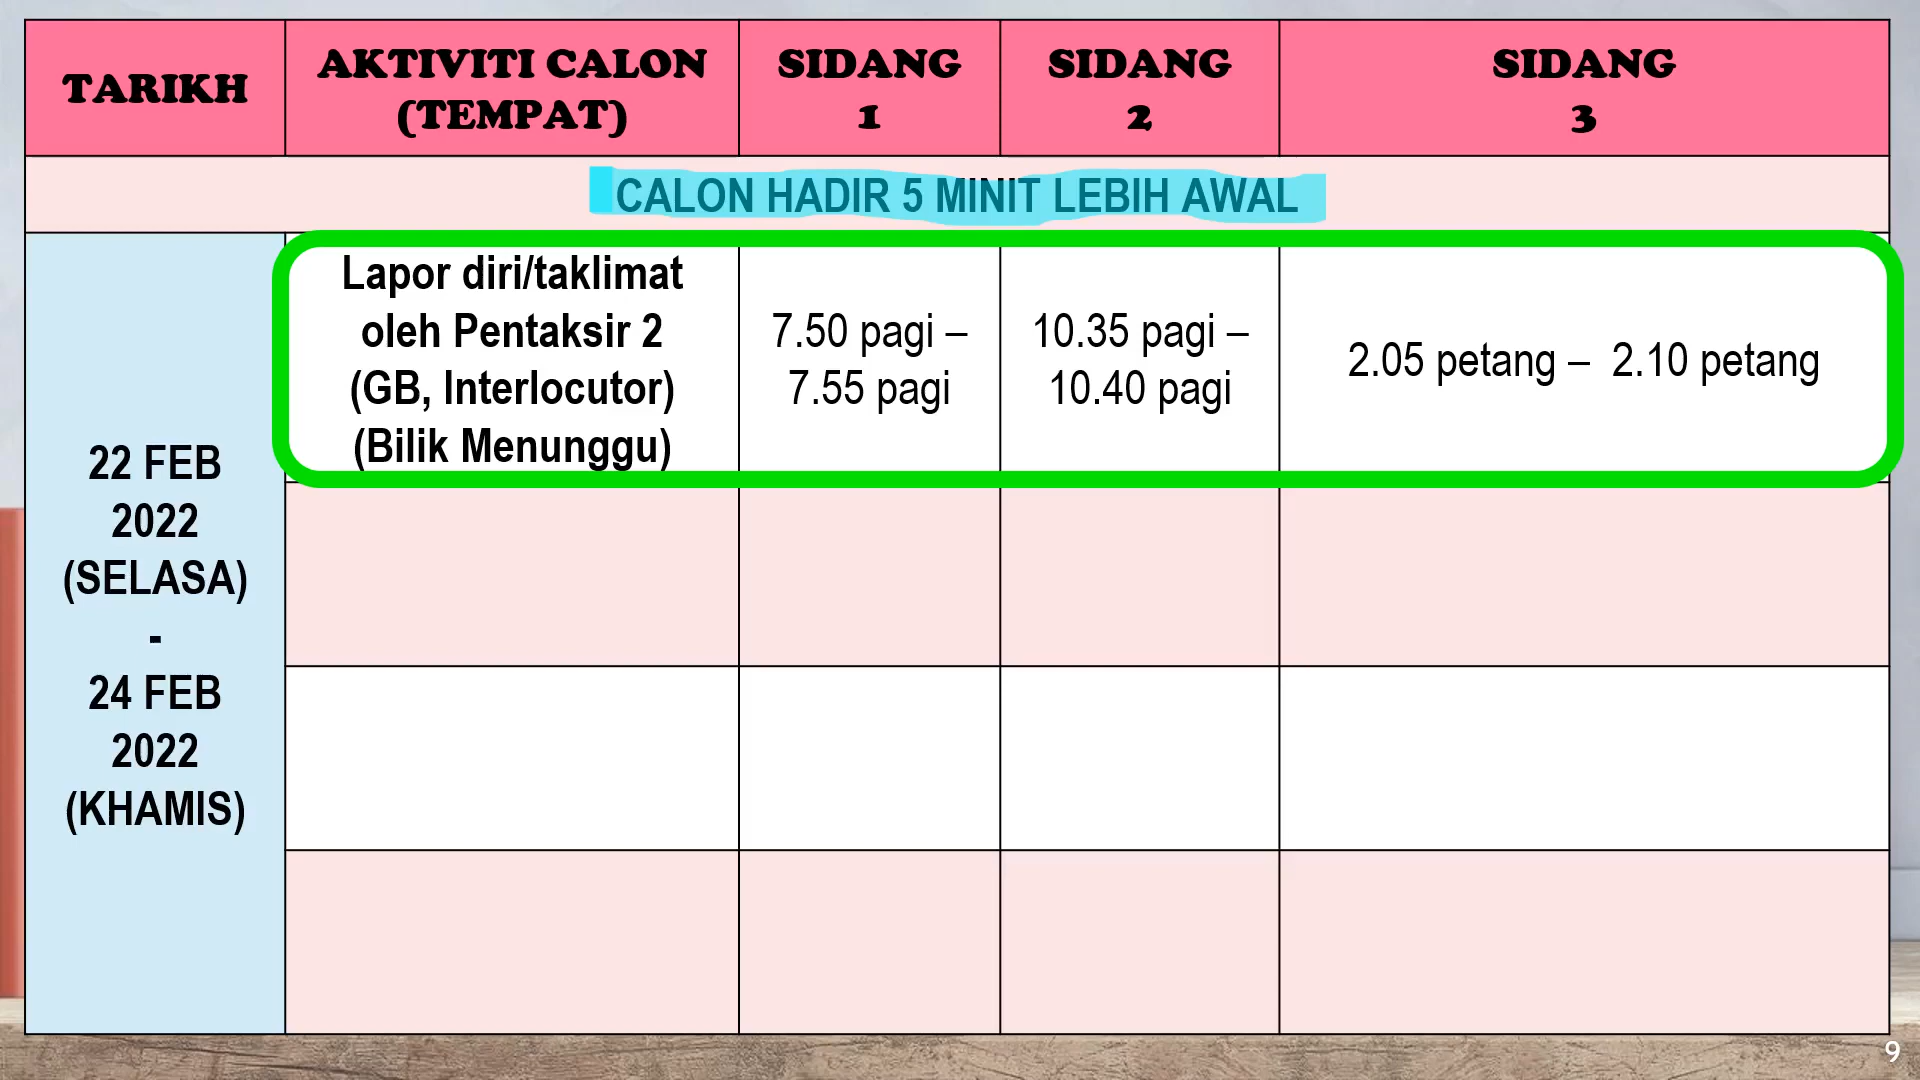 TARIKH
AKTIVITI CALON
(TEMPAT)
SIDANG
1
SIDANG
2
SIDANG
3
CALON HADIR 5 MINIT LEBIH AWAL
22 FEB
2022
(SELASA)
-
24 FEB
2022
(KHAMIS)
Lapor diri/taklimat
oleh Pentaksir 2
(GB, Interlocutor)
(Bilik Menunggu)
7.50 pagi –
7.55 pagi
10.35 pagi –
10.40 pagi
2.05 petang –  2.10 petang
9